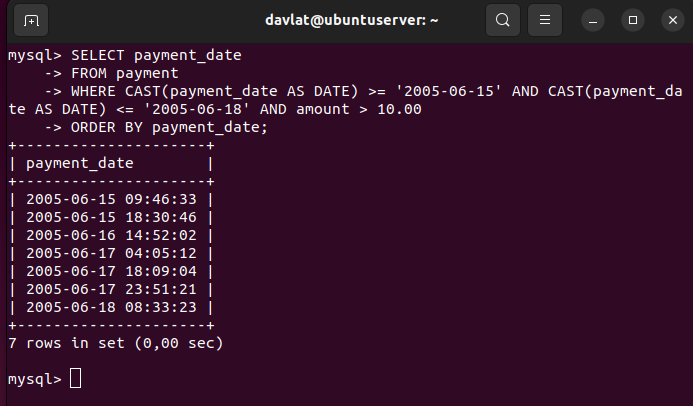 davlat@ubuntuserver: ~
mysql> SELECT payment_date
    -> FROM payment
    -> WHERE CAST(payment_date AS DATE) >= '2005-06-15' AND CAST(payment_da
te AS DATE) <= '2005-06-18' AND amount > 10.00
    -> ORDER BY payment_date;
+---------------------+
| payment_date        |
+---------------------+
| 2005-06-15 09:46:33 |
| 2005-06-15 18:30:46 |
| 2005-06-16 14:52:02 |
| 2005-06-17 04:05:12 |
| 2005-06-17 18:09:04 |
| 2005-06-17 23:51:21 |
| 2005-06-18 08:33:23 |
+---------------------+
7 rows in set (0,00 sec)
mysql>